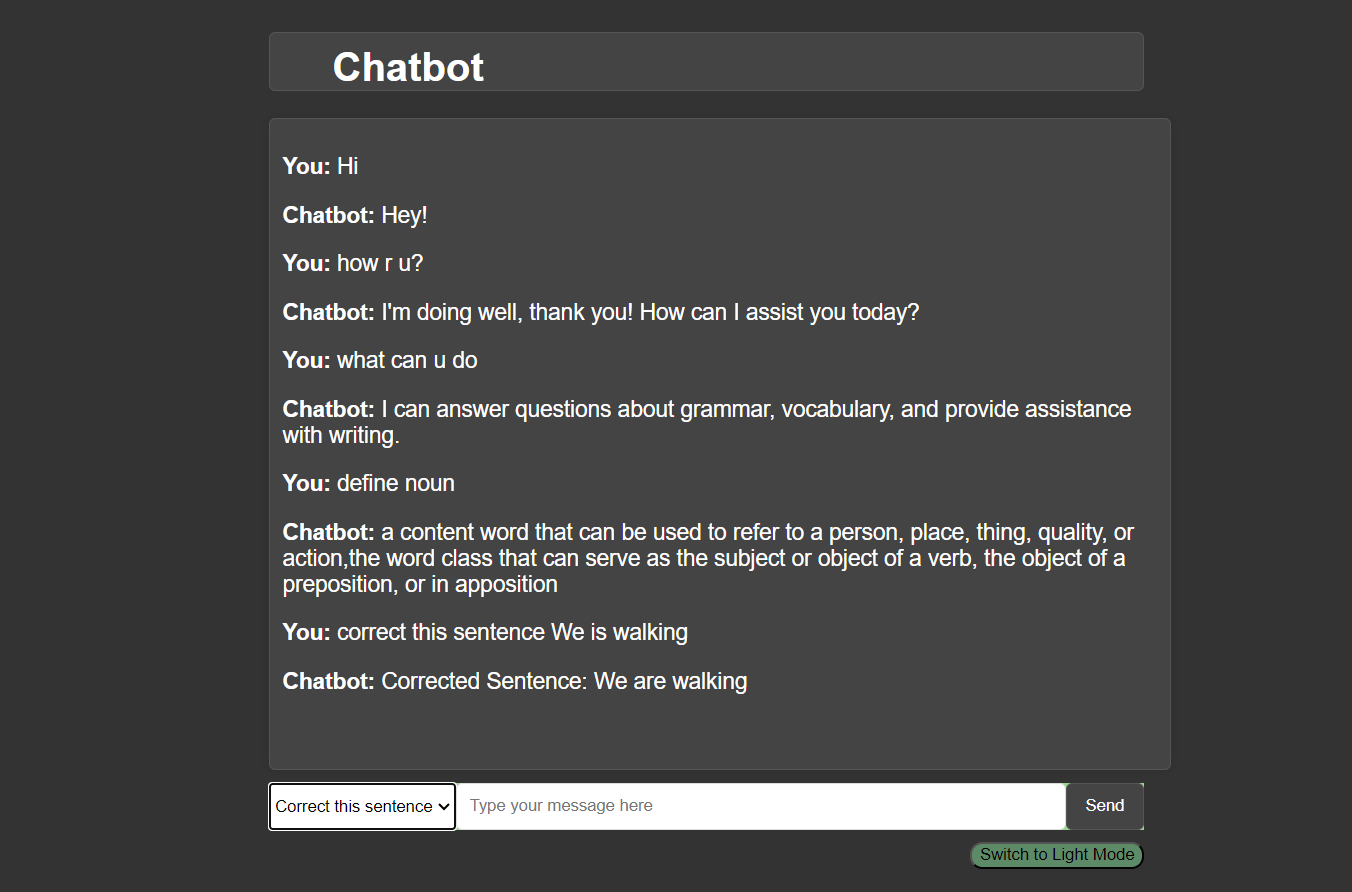 Chatbot
You: Hi
Chatbot: Hey!
You: how r u?
Chatbot: I'm doing well, thank you! How can I assist you today?
You: what can u do
Chatbot: I can answer questions about grammar, vocabulary, and provide assistance
with writing.
You: define noun
Chatbot: a content word that can be used to refer to a person, place, thing, quality, or
action,the word class that can serve as the subject or object of a verb, the object of a
preposition, or in apposition
You: correct this sentence We is walking
Chatbot: Corrected Sentence: We are walking
Correct this sentence Type your message here Send
Switch to Light Mode